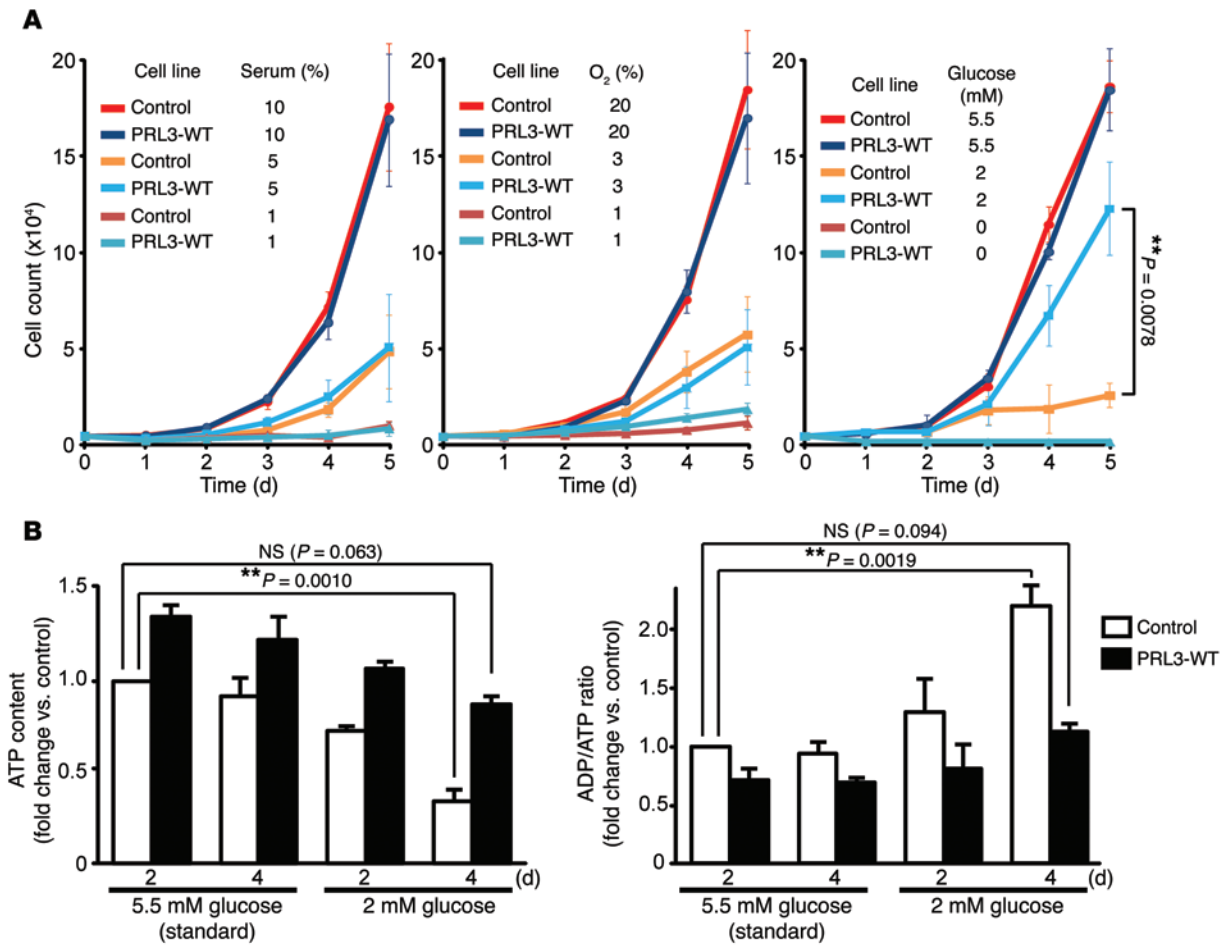 A
20
15
10
5
0
Cell count (x10⁴)
Cell line Serum (%)
Control 10
PRL3-WT 10
Control 5
PRL3-WT 5
Control 1
PRL3-WT 1
0 1 2 3 4 5
Time (d)
20
15
10
5
0
Cell line O₂ (%)
Control 20
PRL3-WT 20
Control 3
PRL3-WT 3
Control 1
PRL3-WT 1
0 1 2 3 4 5
Time (d)
20
15
10
5
0
Cell line Glucose
(mM)
Control 5.5
PRL3-WT 5.5
Control 2
PRL3-WT 2
Control 0
PRL3-WT 0
**P = 0.0078
0 1 2 3 4 5
Time (d)
B
NS (P = 0.063)
**P = 0.0010
1.5
1.0
0.5
0
ATP content
(fold change vs. control)
2 4 2 4 (d)
5.5 mM glucose 2 mM glucose
(standard)
NS (P = 0.094)
**P = 0.0019
2.0
1.5
1.0
0.5
0
ADP/ATP ratio
(fold change vs. control)
Control
PRL3-WT
2 4 2 4 (d)
5.5 mM glucose 2 mM glucose
(standard)